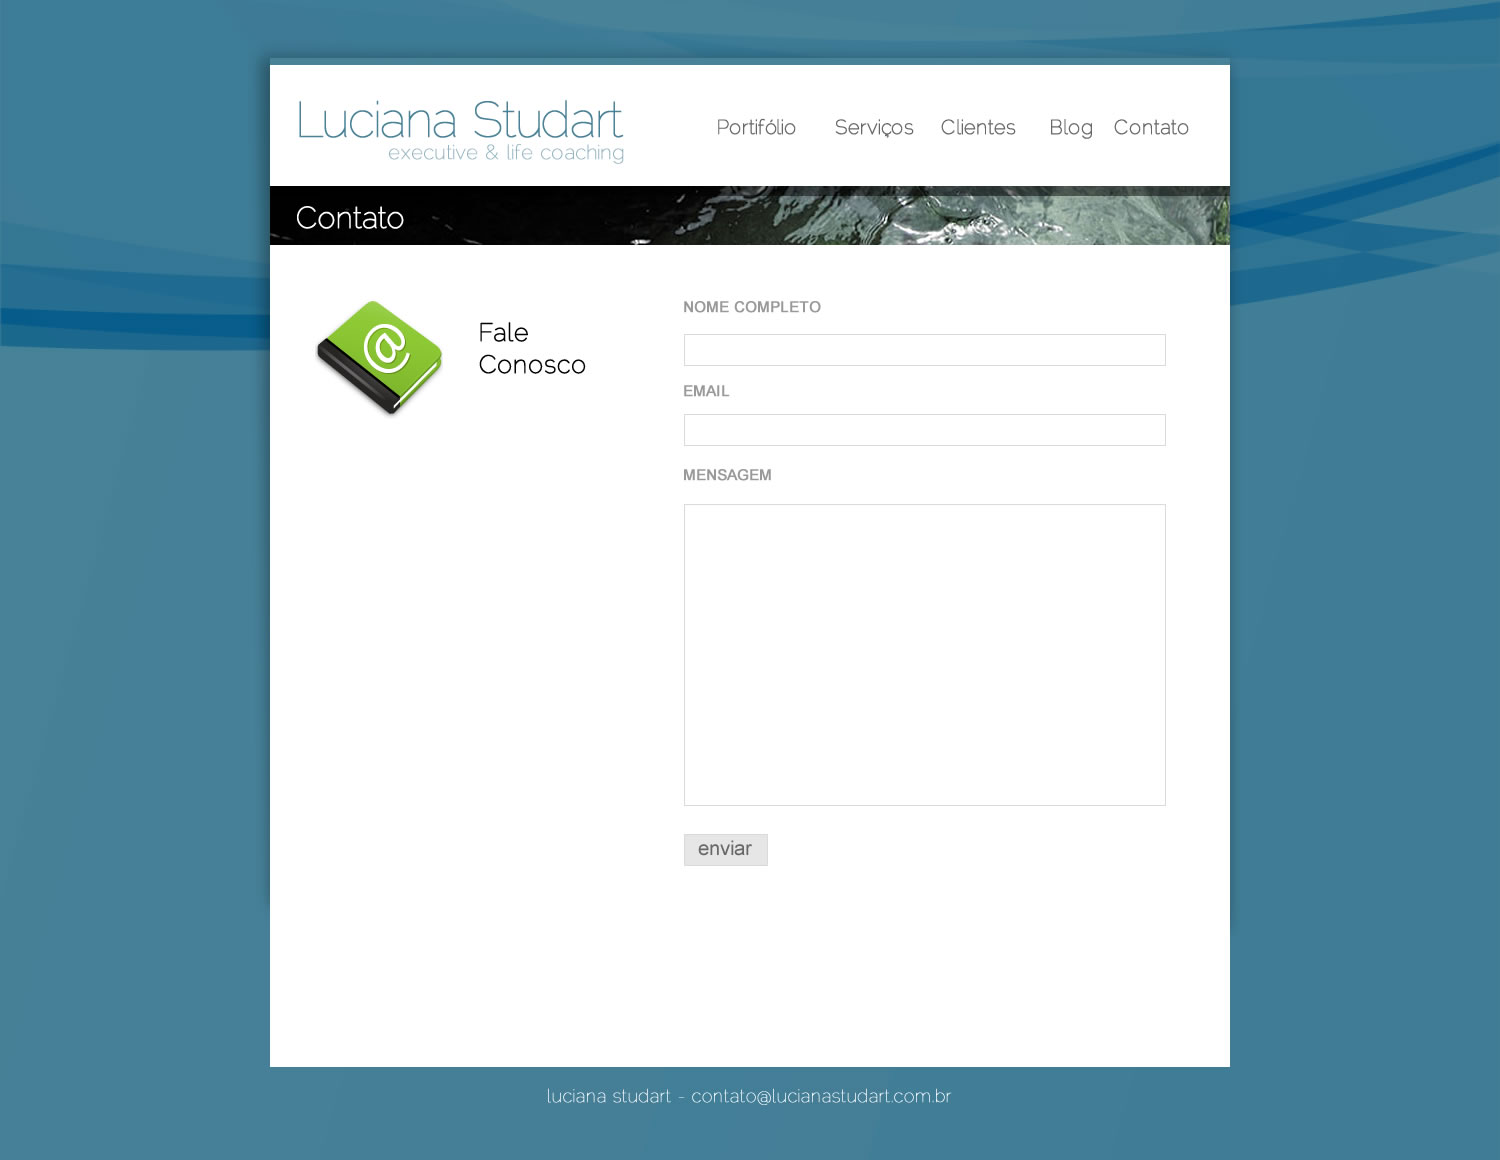 Luciana Studart
executive & life coaching
Portifólio Serviços Clientes Blog Contato
Contato
@
Fale
Conosco
NOME COMPLETO
EMAIL
MENSAGEM
enviar
luciana studart - contato@lucianastudart.com.br